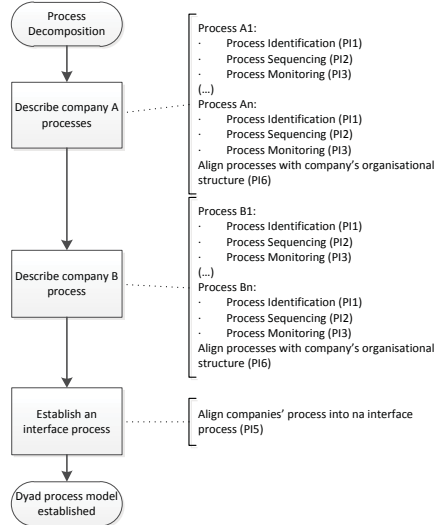 Process
Decomposition
Describe company A
processes
Process A1:
· Process Identification (PI1)
· Process Sequencing (PI2)
· Process Monitoring (PI3)
(...)
Process An:
· Process Identification (PI1)
· Process Sequencing (PI2)
· Process Monitoring (PI3)
Align processes with company's organisational
structure (PI6)
Describe company B
process
Process B1:
· Process Identification (PI1)
· Process Sequencing (PI2)
· Process Monitoring (PI3)
(...)
Process Bn:
· Process Identification (PI1)
· Process Sequencing (PI2)
· Process Monitoring (PI3)
Align processes with company's organisational
structure (PI6)
Establish an
interface process
Align companies' process into na interface
process (PI5)
Dyad process model
established